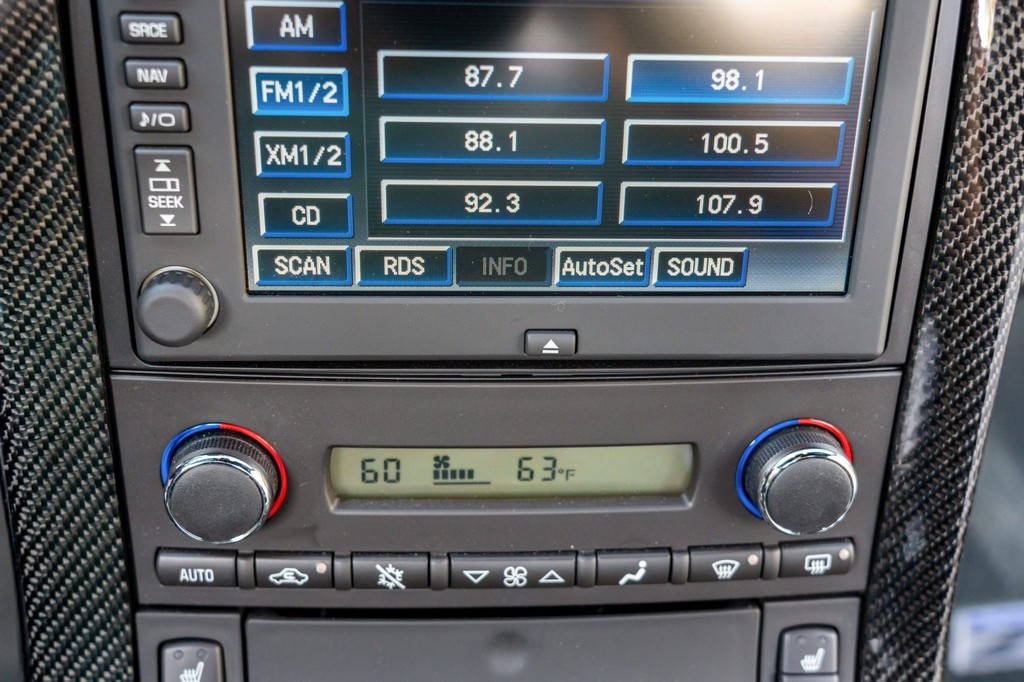 SRCE
AM
NAV
87.7 98.1
FM1/2
88.1 100.5
XM1/2
SEEK
92.3 107.9
CD
SCAN RDS INFO AutoSet SOUND
60 63°F
AUTO